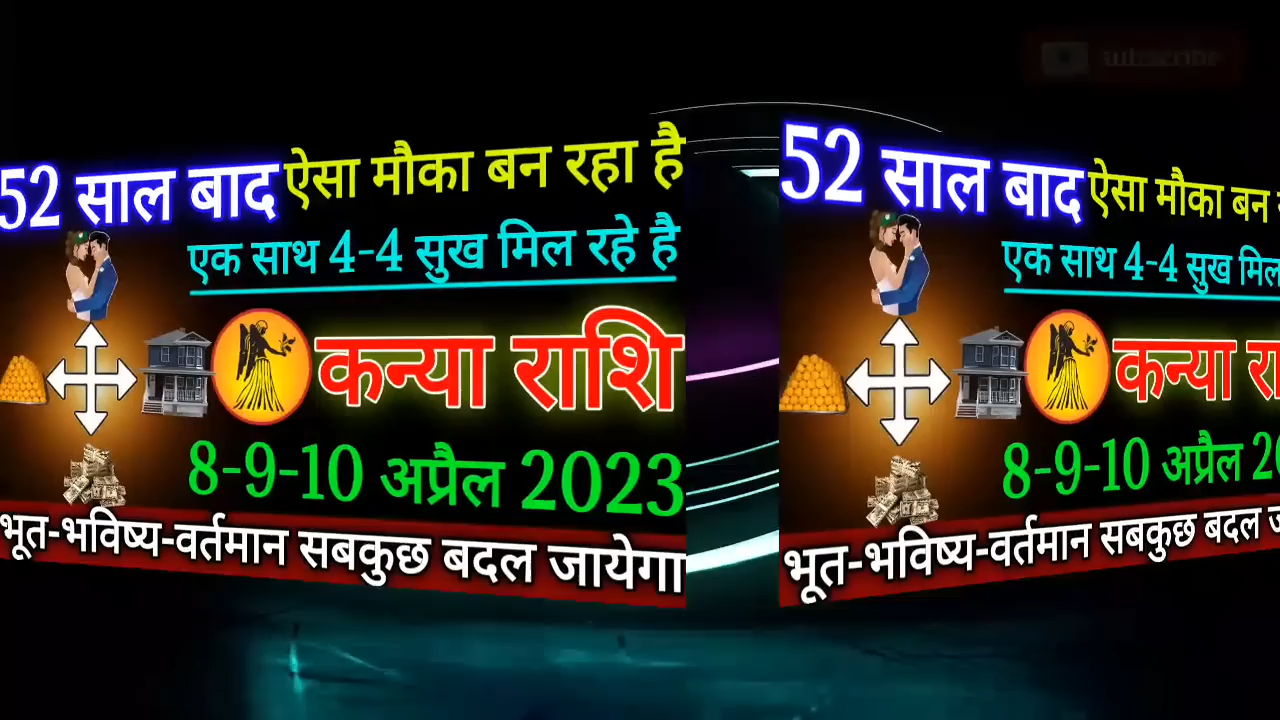 subscribe
52 साल बाद ऐसा मौका बन रहा है
एक साथ 4-4 सुख मिल रहे है
कन्या राशि
8-9-10 अप्रैल 2023
भूत-भविष्य-वर्तमान सबकुछ बदल जायेगा
52 साल बाद ऐसा मौका बन
एक साथ 4-4 सुख मिल
कन्या
8-9-10 अप्रैल
भूत-भविष्य-वर्तमान सबकुछ बदल